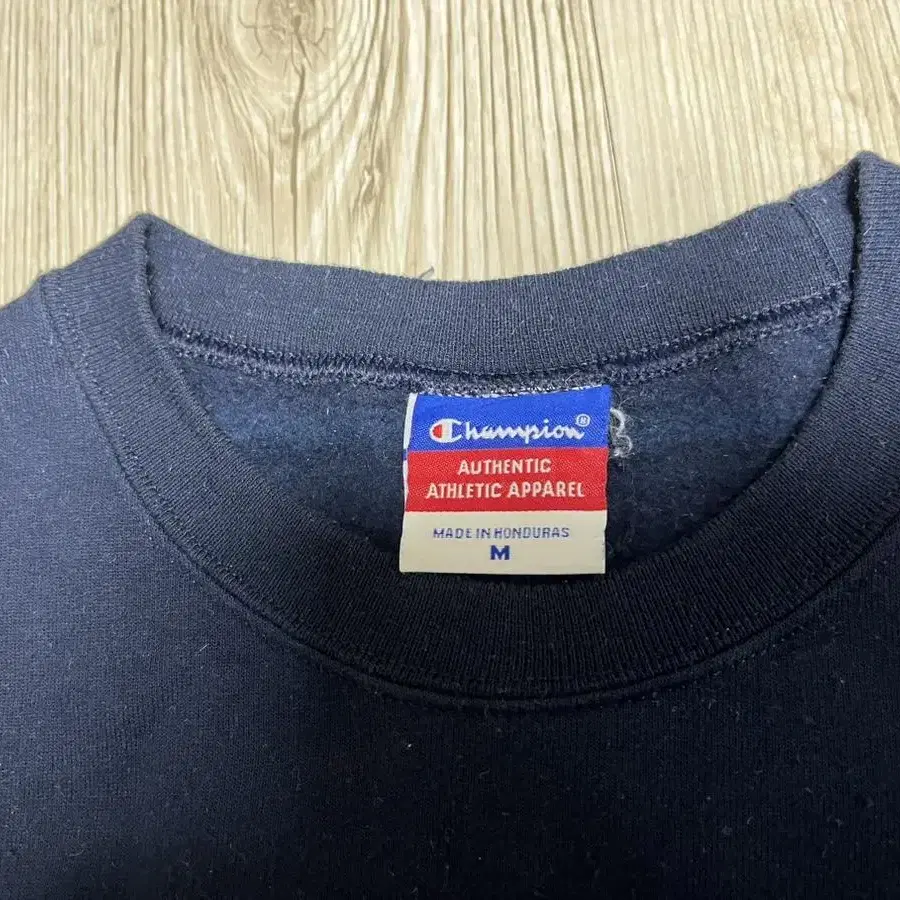 Champion®
AUTHENTIC
ATHLETIC APPAREL
MADE IN HONDURAS
M